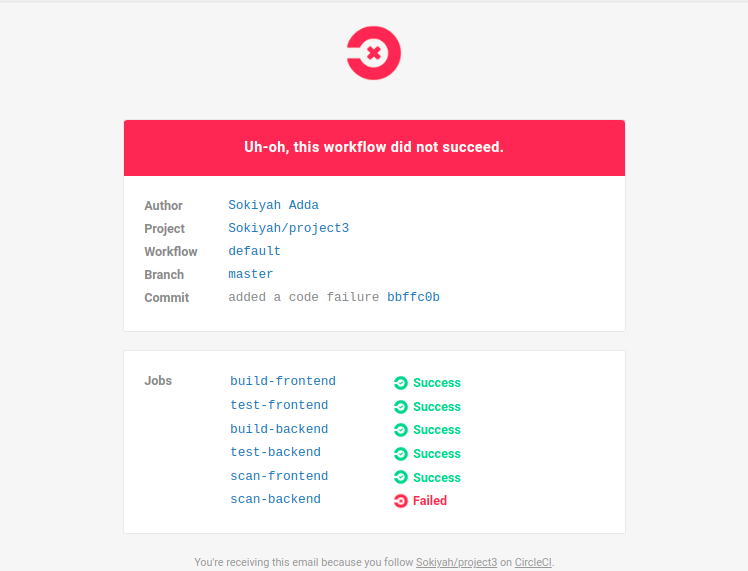 Uh-oh, this workflow did not succeed.
Author Sokiyah Adda
Project Sokiyah/project3
Workflow default
Branch master
Commit added a code failure bbffc0b
Jobs build-frontend Success
test-frontend Success
build-backend Success
test-backend Success
scan-frontend Success
scan-backend Failed
You're receiving this email because you follow Sokiyah/project3 on CircleCI.